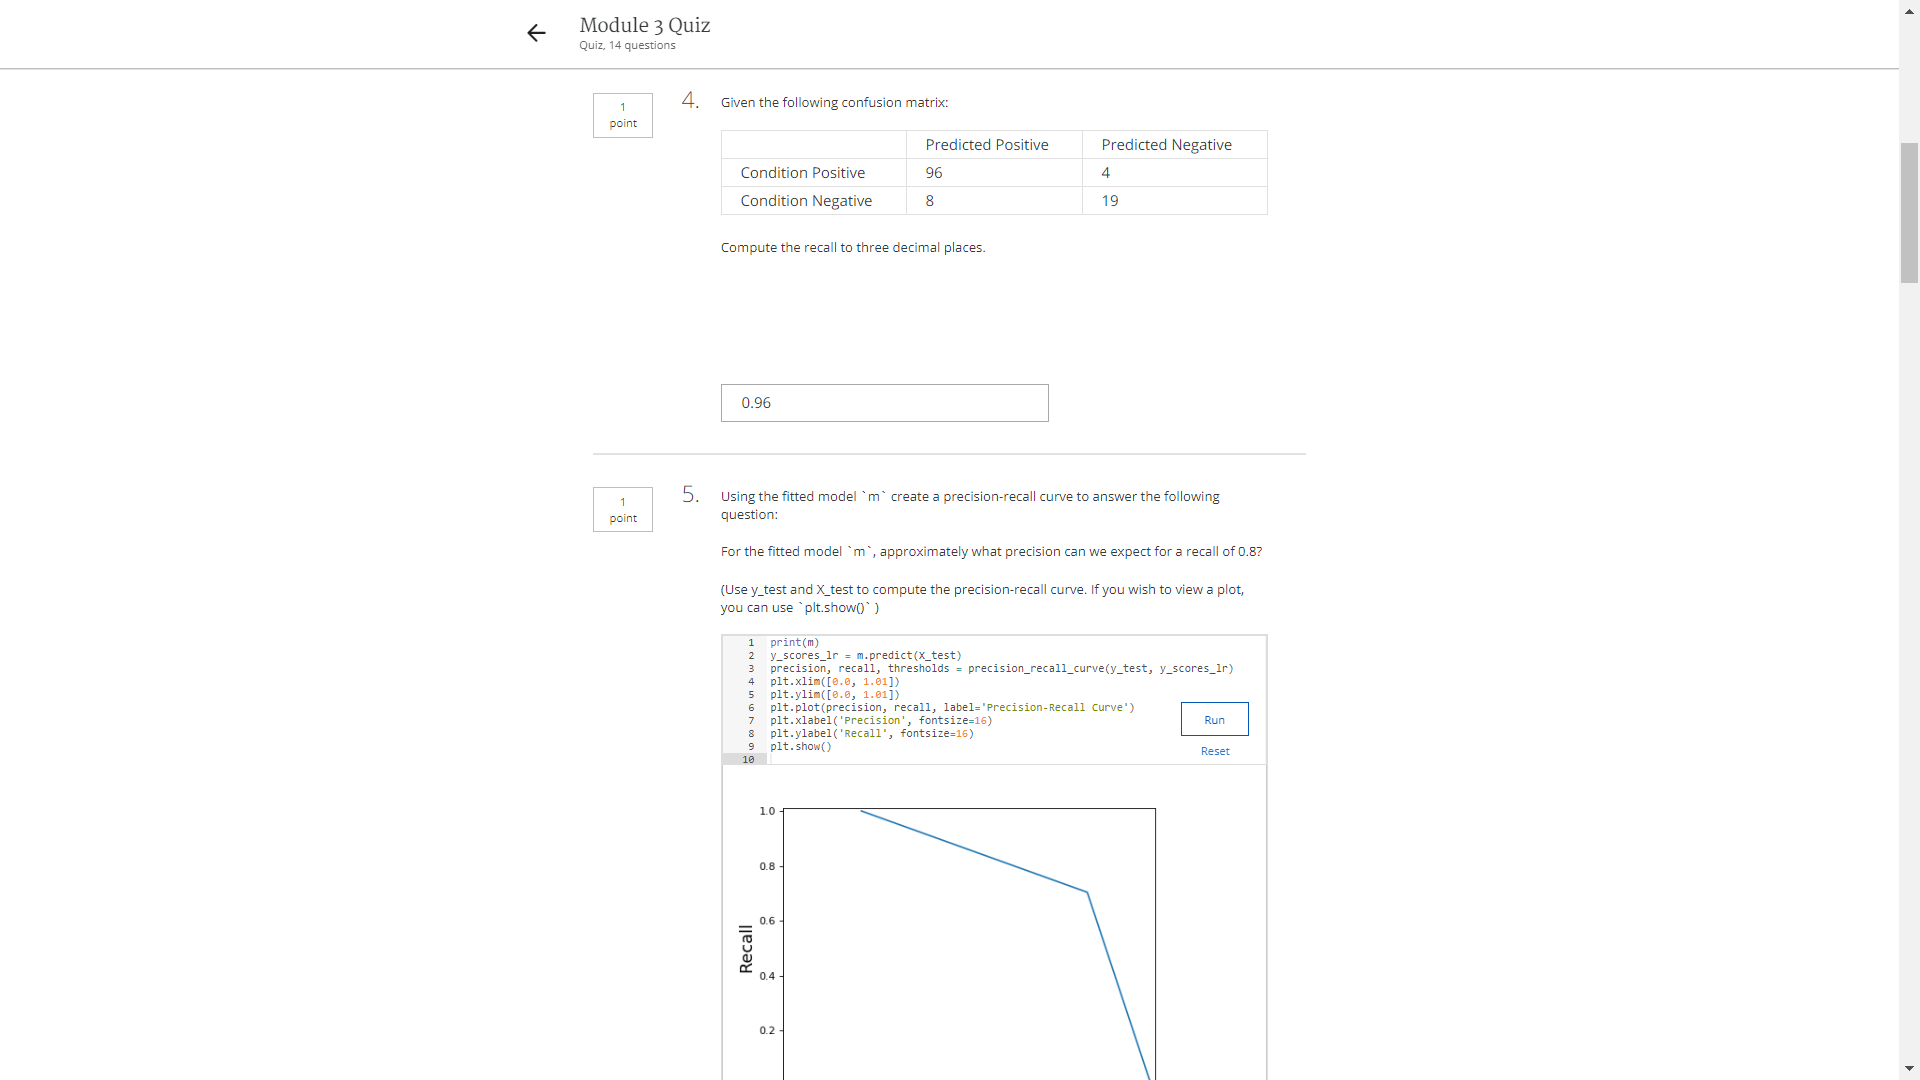 Module 3 Quiz
Quiz, 14 questions
1
point
4.
Given the following confusion matrix:
Predicted Positive Predicted Negative
Condition Positive 96 4
Condition Negative 8 19
Compute the recall to three decimal places.
0.96
1
point
5.
Using the fitted model `m` create a precision-recall curve to answer the following
question:
For the fitted model `m`, approximately what precision can we expect for a recall of 0.8?
(Use y_test and X_test to compute the precision-recall curve. If you wish to view a plot,
you can use `plt.show()` )
1 print(m)
2 y_scores_lr = m.predict(X_test)
3 precision, recall, thresholds = precision_recall_curve(y_test, y_scores_lr)
4 plt.xlim([0.0, 1.01])
5 plt.ylim([0.0, 1.01])
6 plt.plot(precision, recall, label='Precision-Recall Curve')
7 plt.xlabel('Precision', fontsize=16)
8 plt.ylabel('Recall', fontsize=16)
9 plt.show()
10
Run
Reset
1.0
0.8
0.6
Recall
0.4
0.2